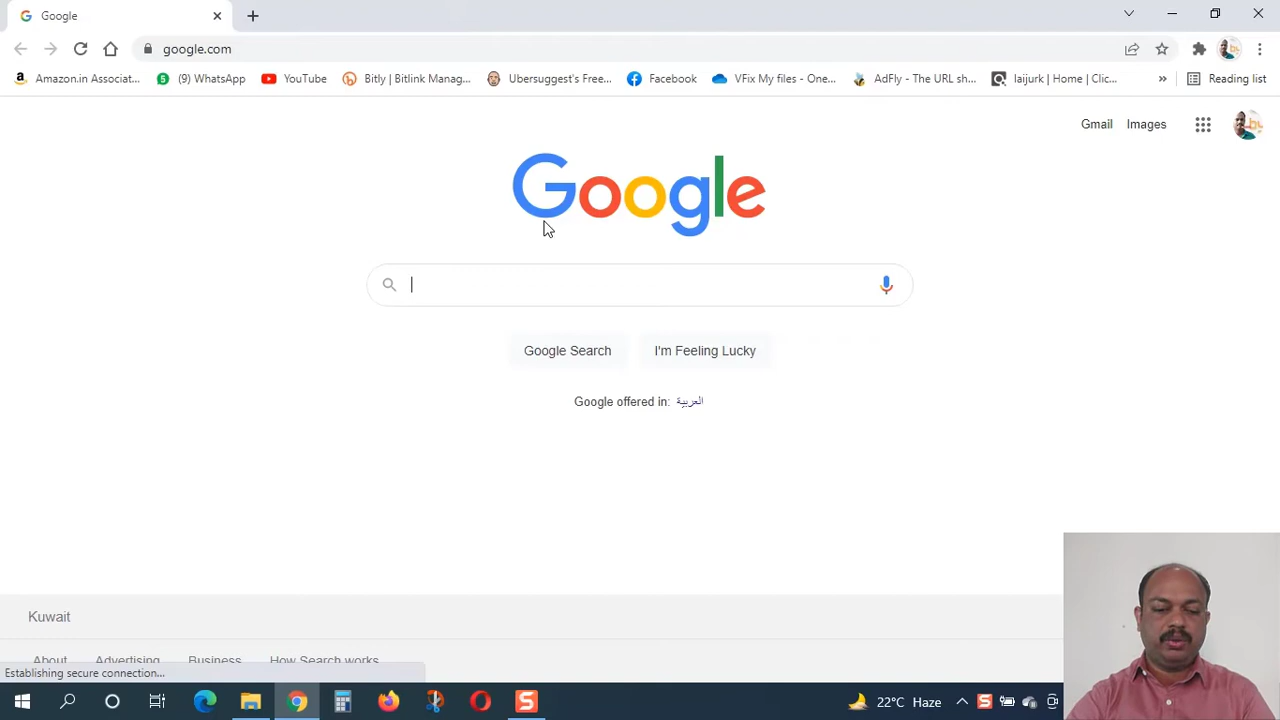 Google
google.com
Amazon.in Associat...
(9) WhatsApp
YouTube
Bitly | Bitlink Manag...
Ubersuggest's Free...
Facebook
VFix My files - One...
AdFly - The URL sh...
laijurk | Home | Clic...
»
Reading list
Gmail
Images
Google
Google Search
I'm Feeling Lucky
Google offered in: العربية
Kuwait
About
Advertising
Business
How Search works
Establishing secure connection...
22°C Haze